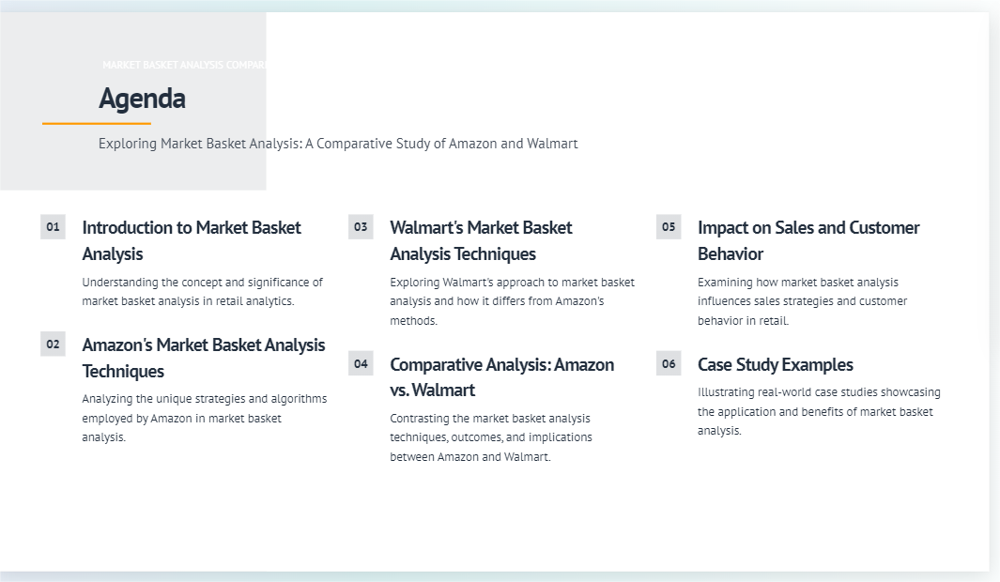 MARKET BASKET ANALYSIS COMPARI
Agenda
Exploring Market Basket Analysis: A Comparative Study of Amazon and Walmart
01
Introduction to Market Basket
Analysis
Understanding the concept and significance of
market basket analysis in retail analytics.
02
Amazon's Market Basket Analysis
Techniques
Analyzing the unique strategies and algorithms
employed by Amazon in market basket
analysis.
03
Walmart's Market Basket
Analysis Techniques
Exploring Walmart's approach to market basket
analysis and how it differs from Amazon's
methods.
04
Comparative Analysis: Amazon
vs. Walmart
Contrasting the market basket analysis
techniques, outcomes, and implications
between Amazon and Walmart.
05
Impact on Sales and Customer
Behavior
Examining how market basket analysis
influences sales strategies and customer
behavior in retail.
06
Case Study Examples
Illustrating real-world case studies showcasing
the application and benefits of market basket
analysis.